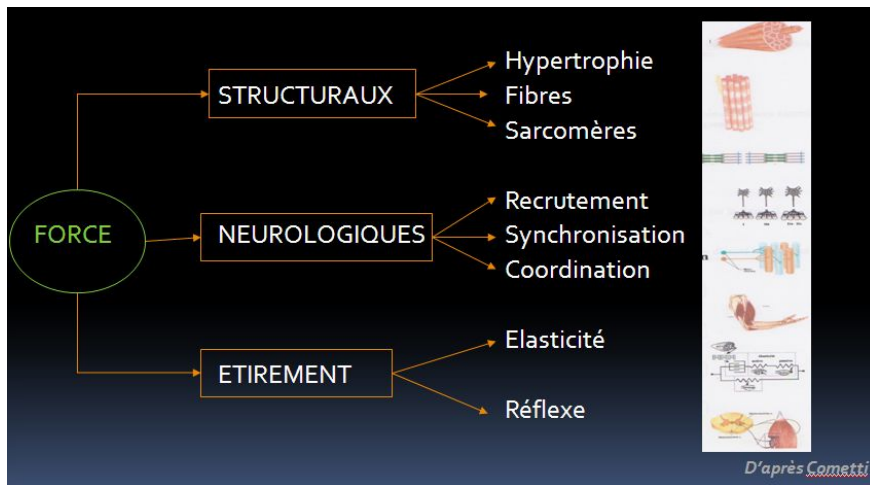 Hypertrophie
STRUCTURAUX
Fibres
Sarcomères
Recrutement
FORCE
NEUROLOGIQUES
Synchronisation
Coordination
Elasticité
ETIREMENT
Réflexe
D'après Cometti